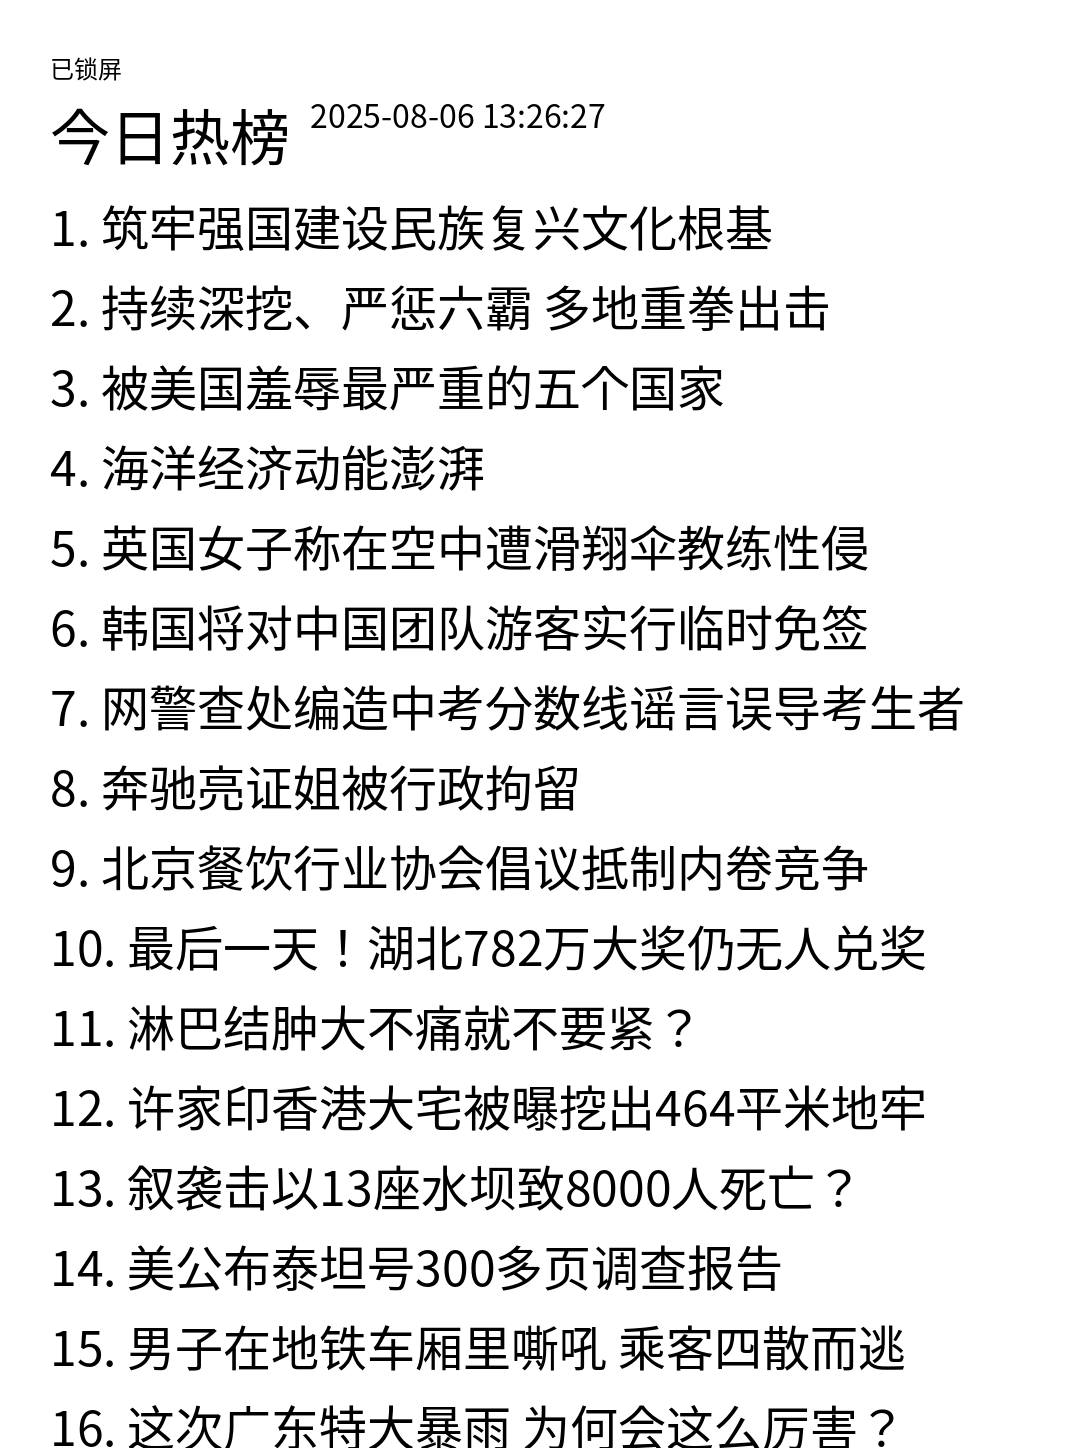 已锁屏
今日热榜 2025-08-06 13:26:27
1. 筑牢强国建设民族复兴文化根基
2. 持续深挖、严惩六霸 多地重拳出击
3. 被美国羞辱最严重的五个国家
4. 海洋经济动能澎湃
5. 英国女子称在空中遭滑翔伞教练性侵
6. 韩国将对中国团队游客实行临时免签
7. 网警查处编造中考分数线谣言误导考生者
8. 奔驰亮证姐被行政拘留
9. 北京餐饮行业协会倡议抵制内卷竞争
10. 最后一天！湖北782万大奖仍无人兑奖
11. 淋巴结肿大不痛就不要紧？
12. 许家印香港大宅被曝挖出464平米地牢
13. 叙袭击以13座水坝致8000人死亡？
14. 美公布泰坦号300多页调查报告
15. 男子在地铁车厢里嘶吼 乘客四散而逃
16. 这次广东特大暴雨 为何会这么厉害？